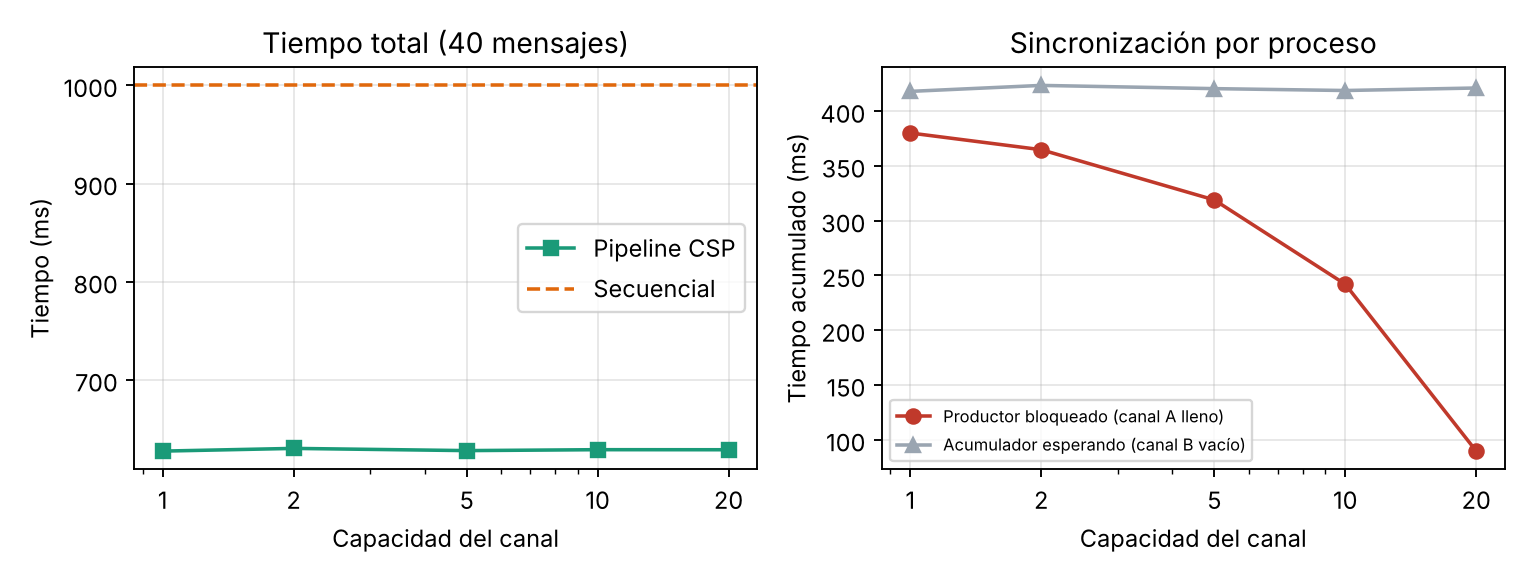 Tiempo total (40 mensajes)
Tiempo (ms)
1000
900
800
700
Pipeline CSP
Secuencial
1 2 5 10 20
Capacidad del canal
Sincronización por proceso
Tiempo acumulado (ms)
400
350
300
250
200
150
100
Productor bloqueado (canal A lleno)
Acumulador esperando (canal B vacío)
1 2 5 10 20
Capacidad del canal